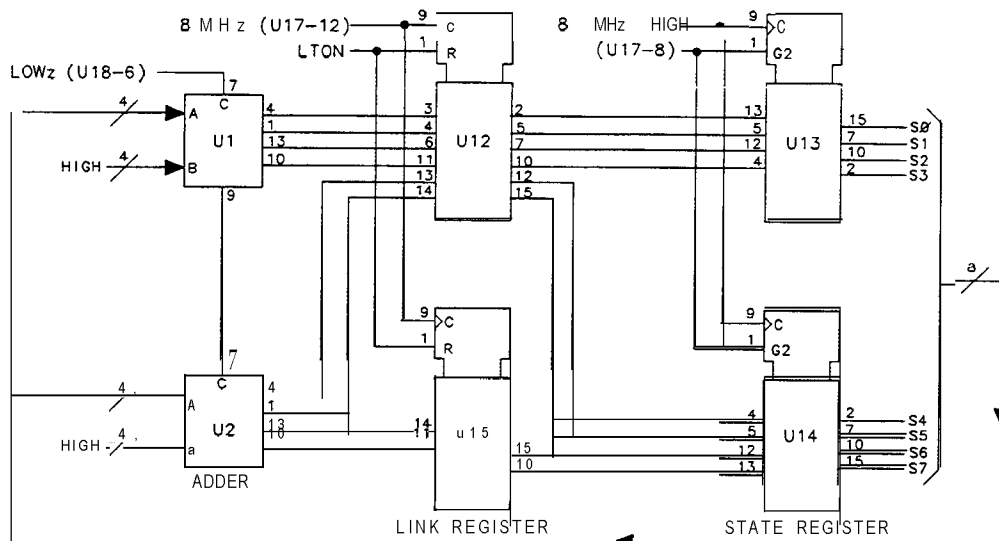 8 MHz (U17-12)
9
C
LTON
1
R
8 MHz HIGH
9
C
(U17-8)
1
G2
LOWz (U18-6)
7
C
4
A
U1
HIGH
4
B
4
1
13
10
9
3
4
6
11
13
14
U12
2
5
7
10
12
15
13
5
12
4
U13
15
7
10
2
S0
S1
S2
S3
a
9
C
1
R
9
C
1
G2
7
C
4
A
U2
HIGH
4
a
4
1
13
10
14
11
u15
15
10
4
5
12
13
U14
2
7
10
15
S4
S5
S6
S7
ADDER
LINK REGISTER
STATE REGISTER